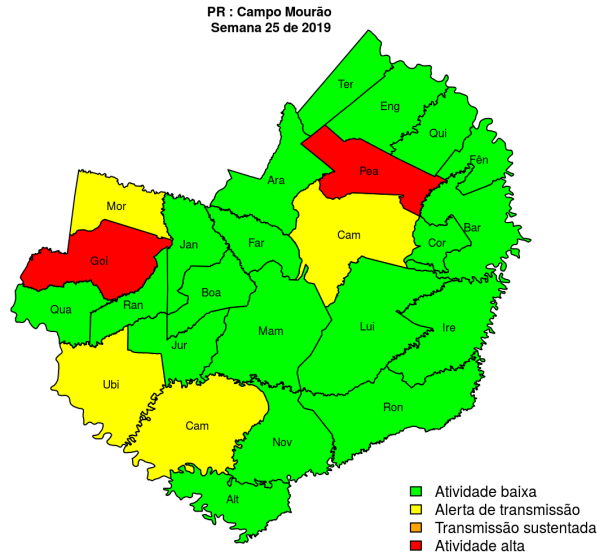 PR : Campo Mourão
Semana 25 de 2019
Ter
Eng
Qui
Fên
Pea
Ara
Mor
Cam
Bar
Cor
Far
Jan
Goi
Boa
Ran
Qua
Mam
Lui
Ire
Jur
Ubi
Ron
Cam
Nov
Alt
Atividade baixa
Alerta de transmissão
Transmissão sustentada
Atividade alta